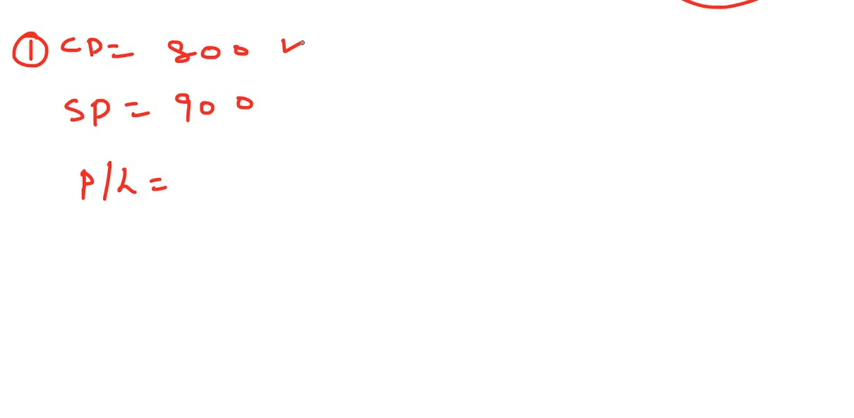 ① CP = 800 ✓
SP = 900
P/L =